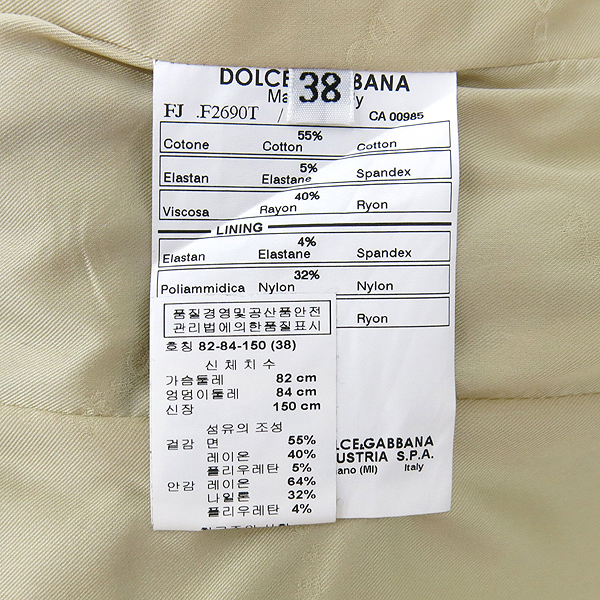 DOLCE BANA
38
Ma y
FJ .F2690T / CA 00985
55%
Cotone Cotton Cotton
5%
Elastan Elastane Spandex
40%
Viscosa Rayon Ryon
LINING
4%
Elastan Elastane Spandex
32%
Poliammidica Nylon Nylon
Ryon
품질경영및공산품안전
관리법에의한품질표시
호칭 82-84-150 (38)
신체치수
가슴둘레 82 cm
엉덩이둘레 84 cm
신장 150 cm
섬유의 조성
겉감 면 55%
레이온 40%
폴리우레탄 5%
안감 레이온 64%
나일론 32%
폴리우레탄 4%
LCE&GABBANA
USTRIA S.P.A.
ano (MI) Italy